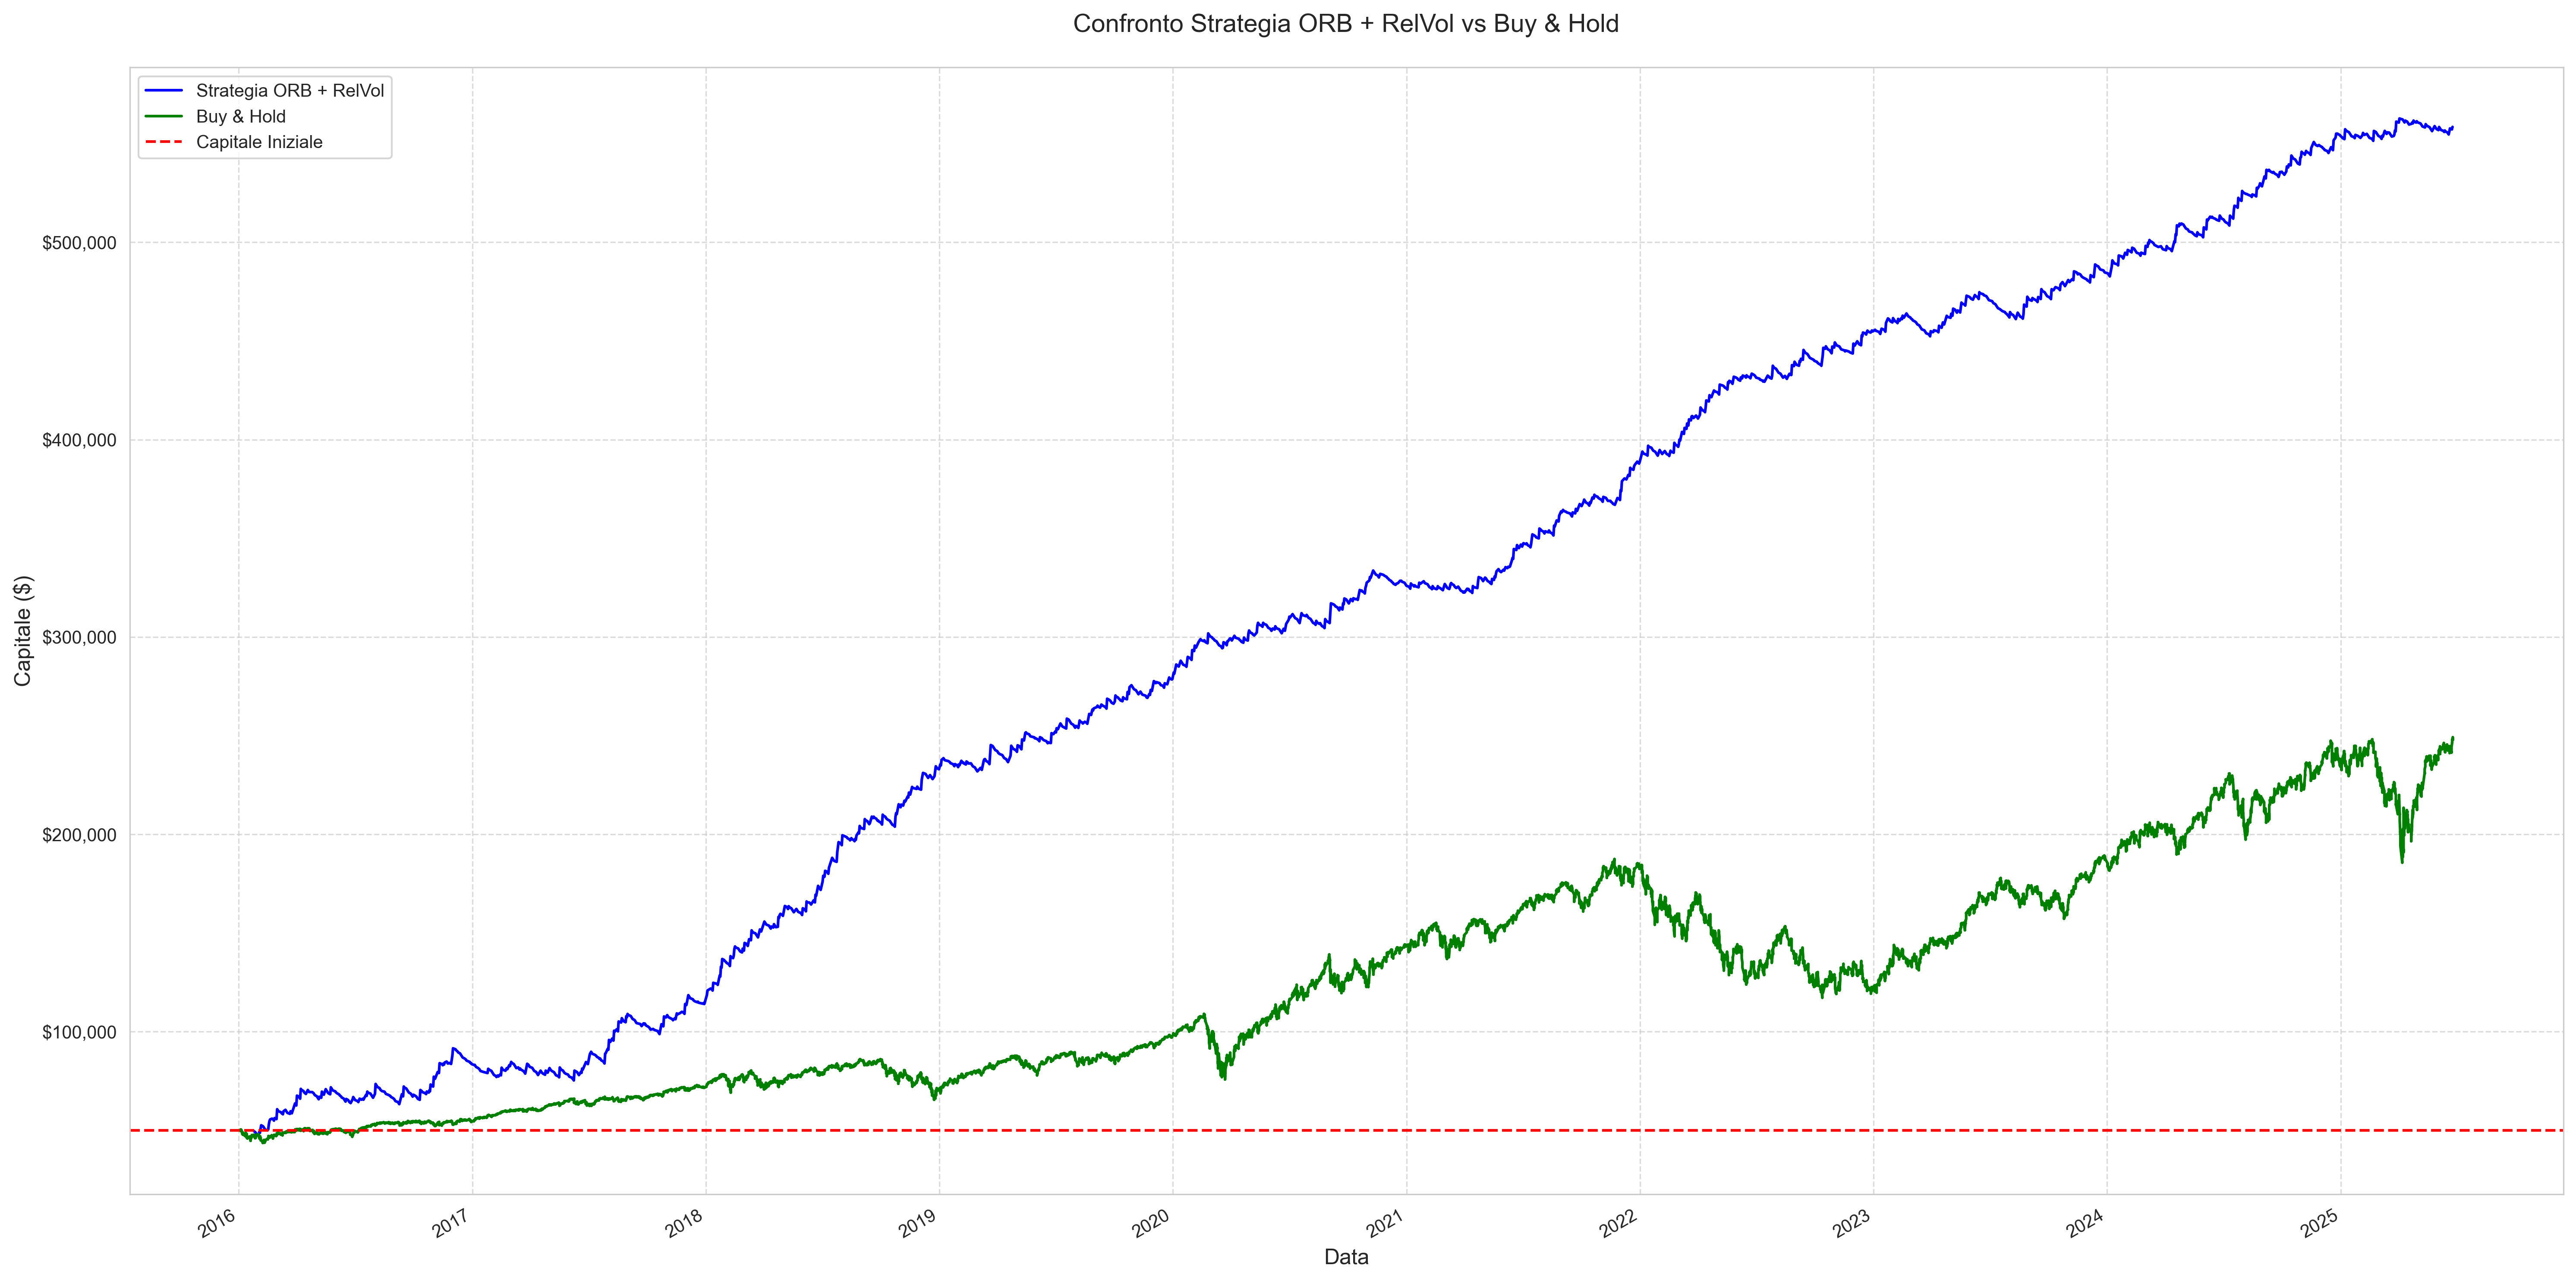 Confronto Strategia ORB + RelVol vs Buy & Hold
Strategia ORB + RelVol
Buy & Hold
Capitale Iniziale
$500,000
$400,000
$300,000
$200,000
$100,000
Capitale ($)
2016
2017
2018
2019
2020
2021
2022
2023
2024
2025
Data